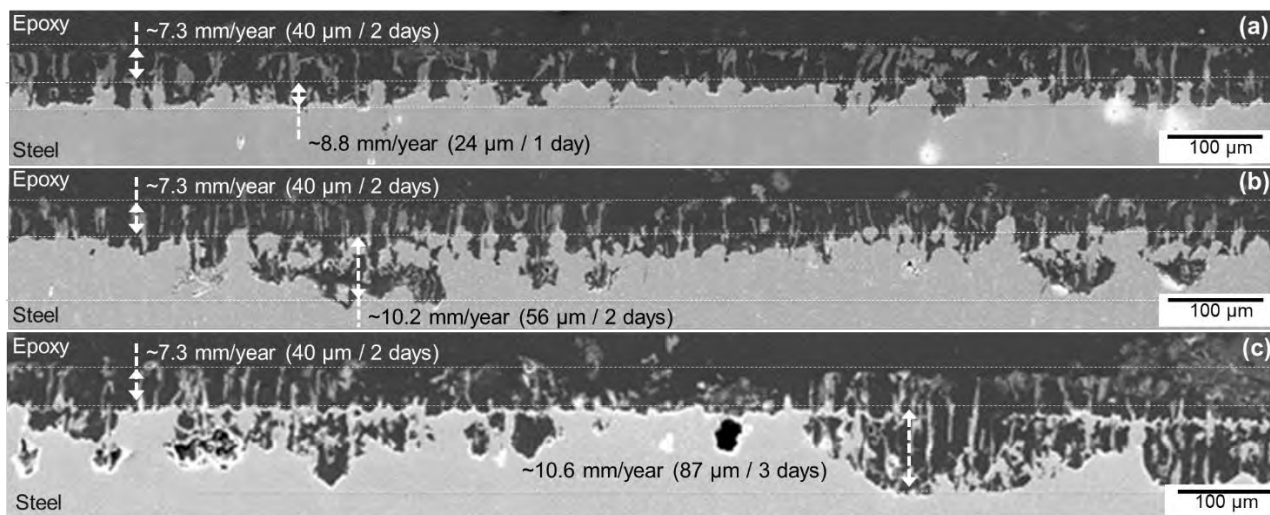 Epoxy
~7.3 mm/year (40 µm / 2 days)
(a)
~8.8 mm/year (24 µm / 1 day)
Steel
100 µm
Epoxy
~7.3 mm/year (40 µm / 2 days)
(b)
~10.2 mm/year (56 µm / 2 days)
Steel
100 µm
Epoxy
~7.3 mm/year (40 µm / 2 days)
(c)
~10.6 mm/year (87 µm / 3 days)
Steel
100 µm